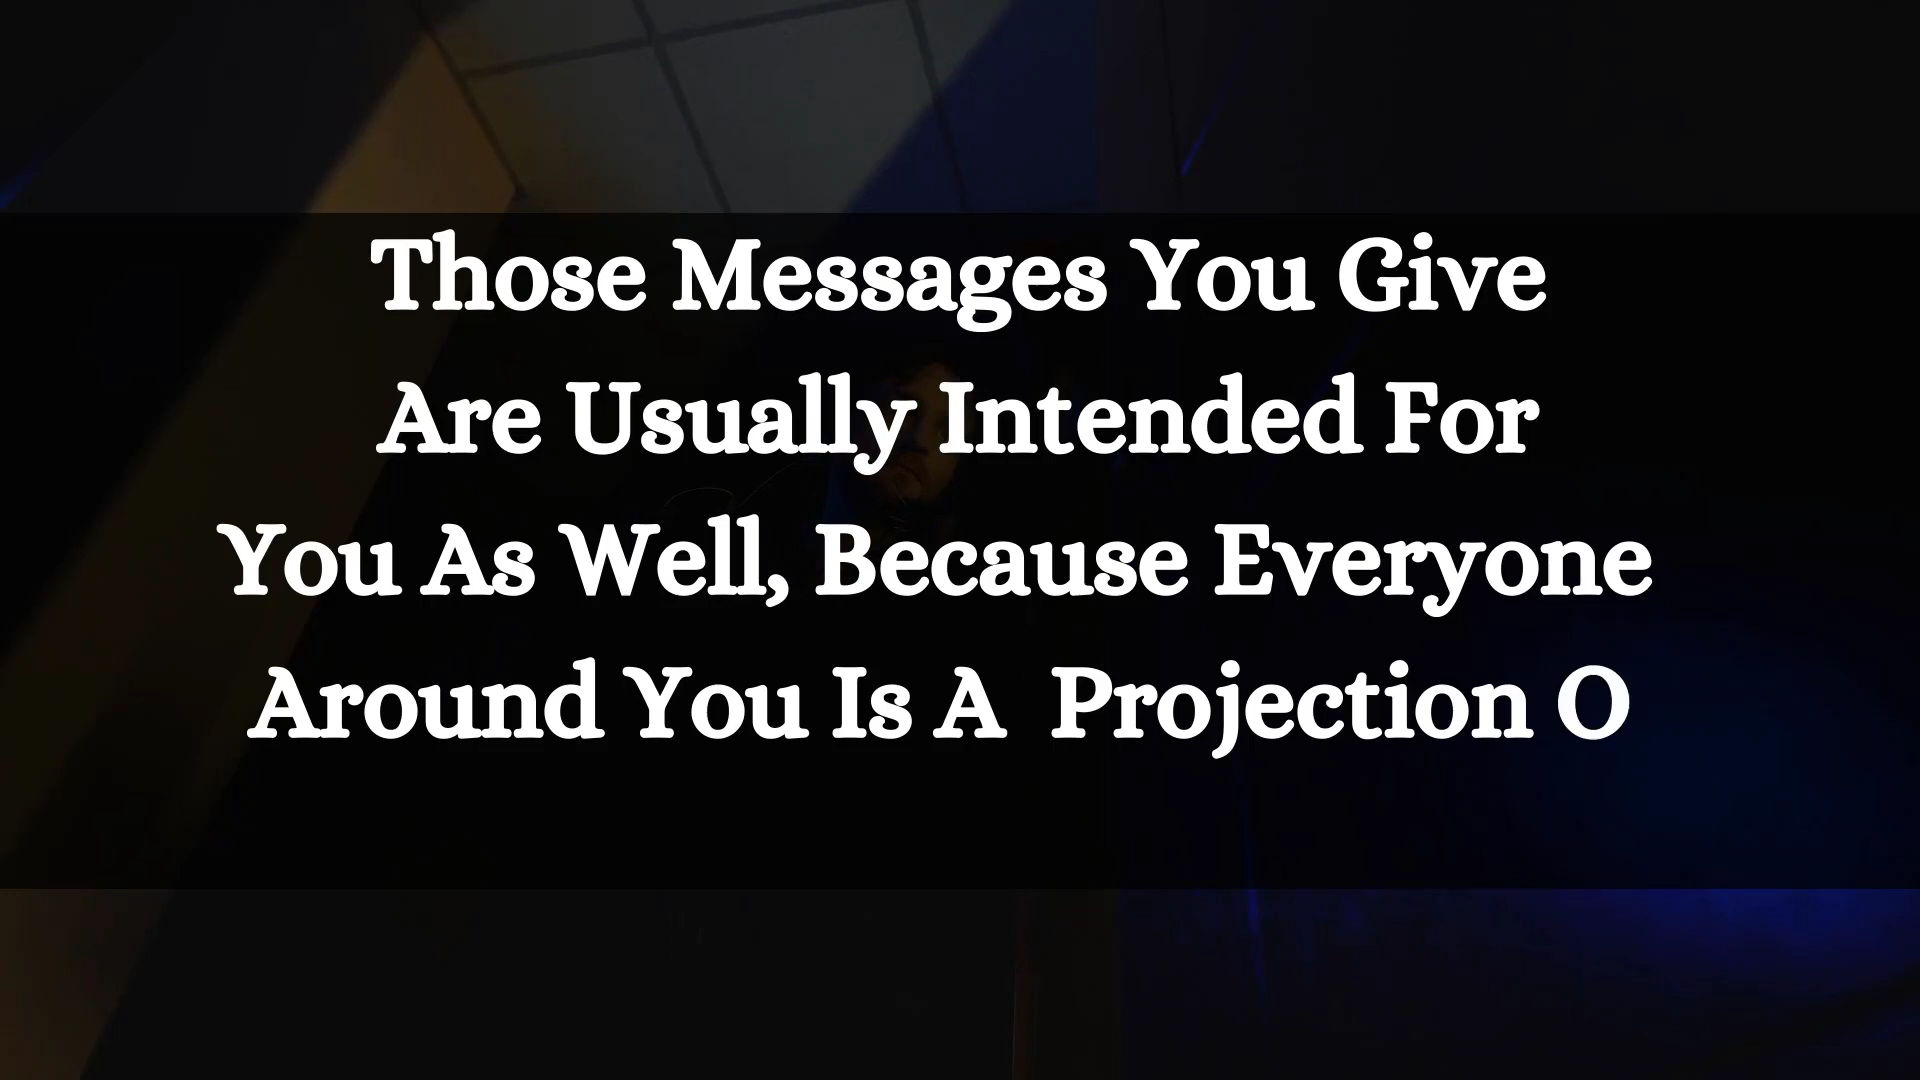 Those Messages You Give
Are Usually Intended For
You As Well, Because Everyone
Around You Is A  Projection O